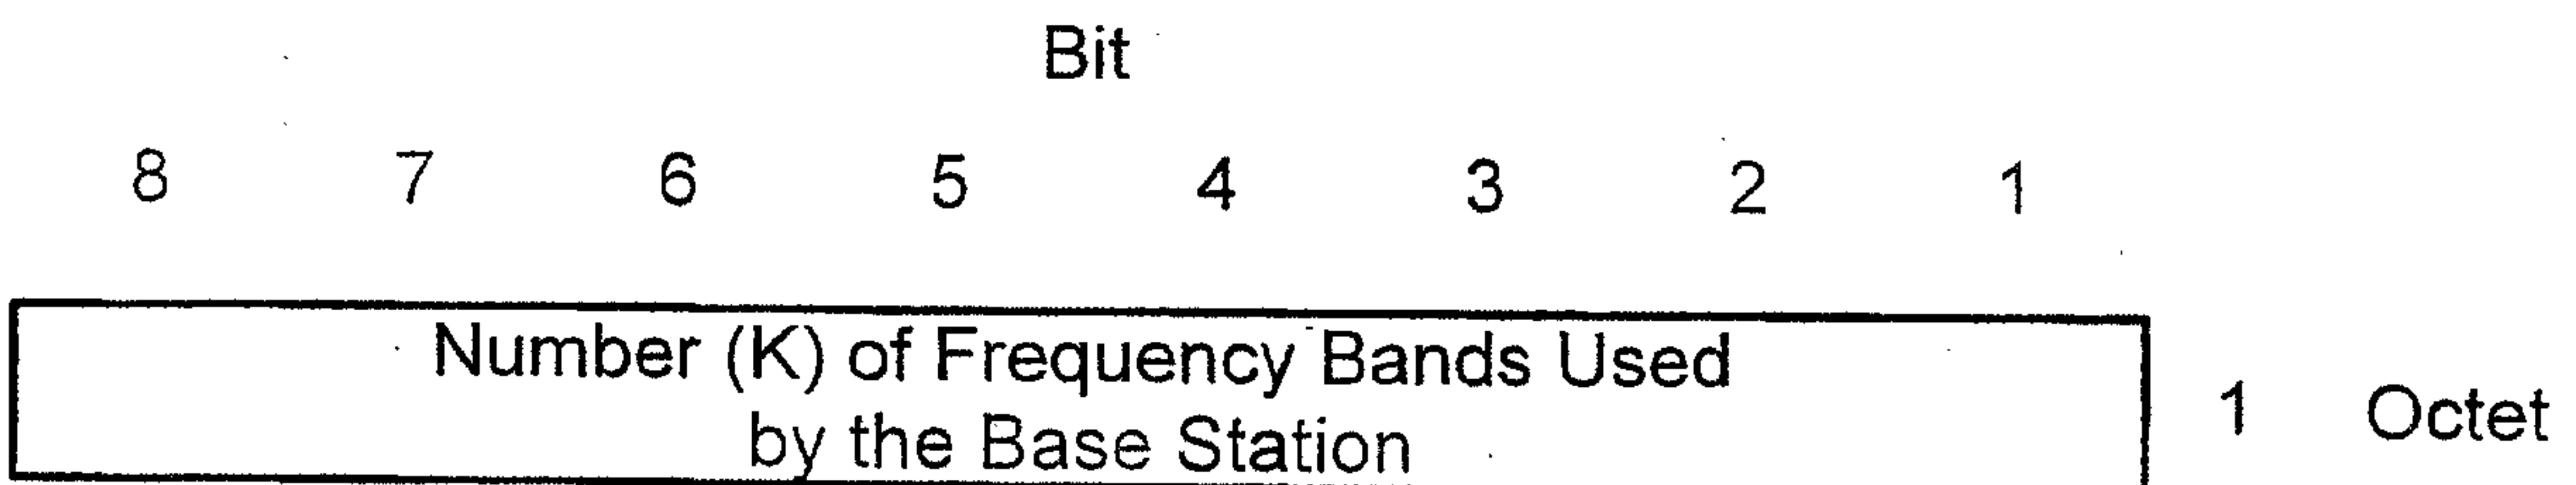 Bit
8 7 6 5 4 3 2 1
Number (K) of Frequency Bands Used
by the Base Station
1 Octet